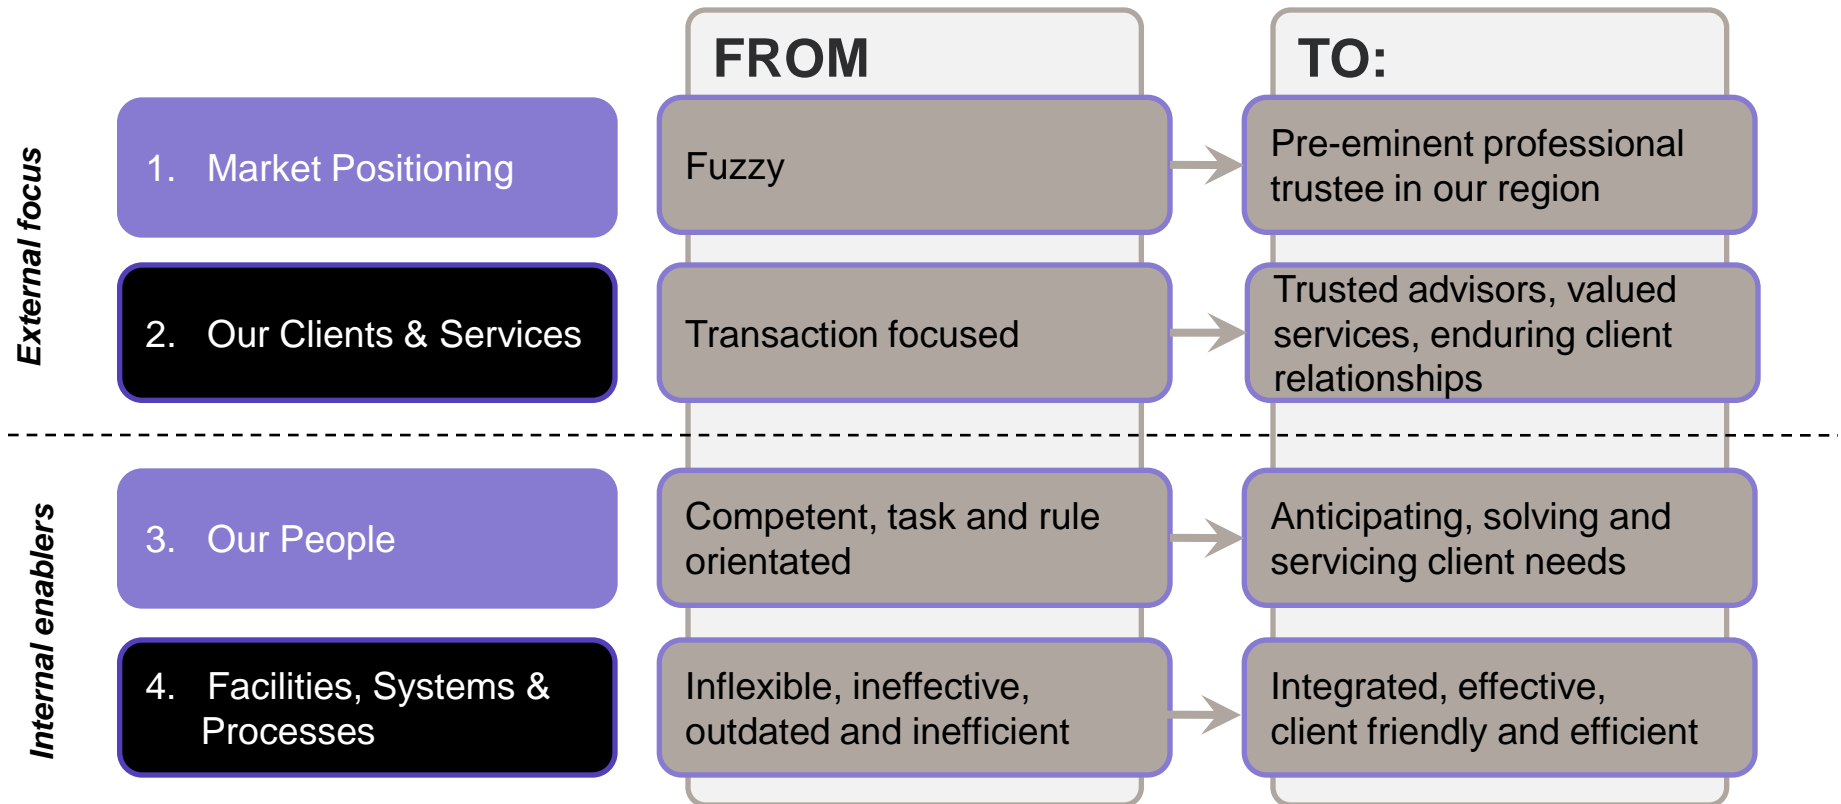 FROM
TO:
External focus
1. Market Positioning
Fuzzy
Pre-eminent professional
trustee in our region
2. Our Clients & Services
Transaction focused
Trusted advisors, valued
services, enduring client
relationships
Internal enablers
3. Our People
Competent, task and rule
orientated
Anticipating, solving and
servicing client needs
4. Facilities, Systems &
Processes
Inflexible, ineffective,
outdated and inefficient
Integrated, effective,
client friendly and efficient